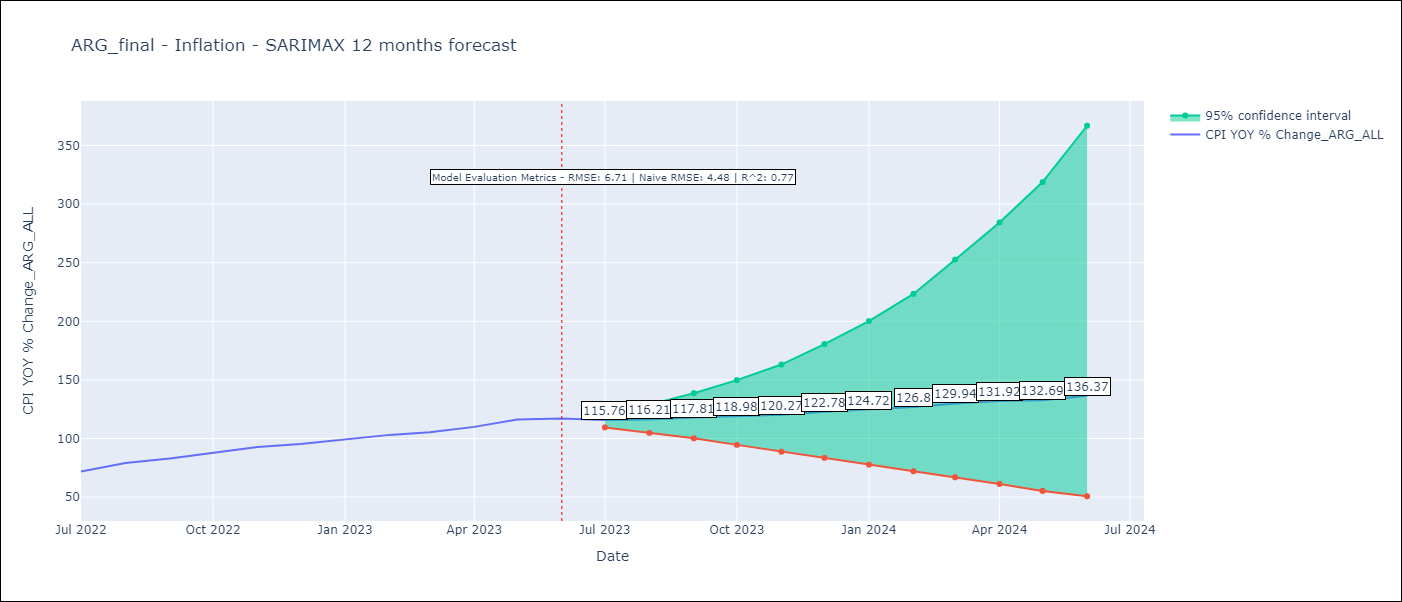 ARG_final - Inflation - SARIMAX 12 months forecast
95% confidence interval
CPI YOY % Change_ARG_ALL
Model Evaluation Metrics - RMSE: 6.71 | Naive RMSE: 4.48 | R^2: 0.77
CPI YOY % Change_ARG_ALL
350
300
250
200
150
100
50
115.76
116.21
117.81
118.98
120.27
122.78
124.72
126.8
129.94
131.92
132.69
136.37
Jul 2022
Oct 2022
Jan 2023
Apr 2023
Jul 2023
Oct 2023
Jan 2024
Apr 2024
Jul 2024
Date